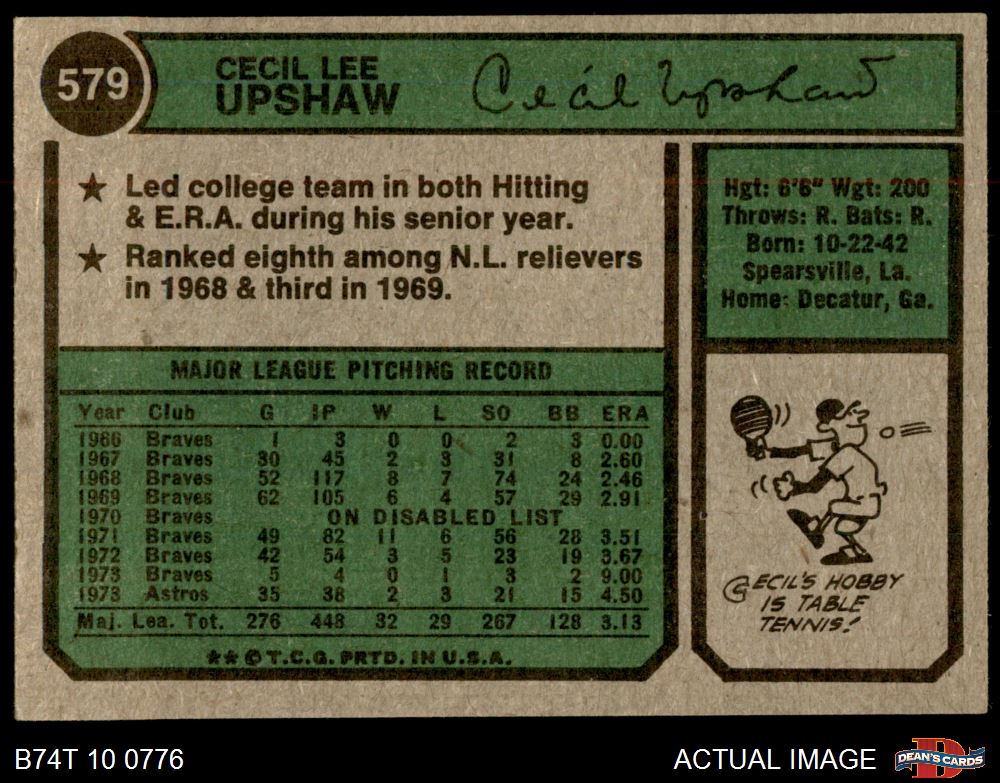 579
CECIL LEE
UPSHAW
Cecil Upshaw
★ Led college team in both Hitting
& E.R.A. during his senior year.
★ Ranked eighth among N.L. relievers
in 1968 & third in 1969.
Hgt: 6'6" Wgt: 200
Throws: R. Bats: R.
Born: 10-22-42
Spearsville, La.
Home: Decatur, Ga.
MAJOR LEAGUE PITCHING RECORD
Year Club G IP W L SO BB ERA
1966 Braves 1 3 0 0 2 3 0.00
1967 Braves 30 45 2 3 31 8 2.60
1968 Braves 52 117 8 7 74 24 2.46
1969 Braves 62 105 6 4 57 29 2.91
1970 Braves ON DISABLED LIST
1971 Braves 49 82 11 6 56 28 3.51
1972 Braves 42 54 3 5 23 19 3.67
1973 Braves 5 4 0 1 3 2 9.00
1973 Astros 35 38 2 3 21 15 4.50
Maj. Lea. Tot. 276 448 32 29 267 128 3.13
★★ © T.C.G. PRTD. IN U.S.A.
CECIL'S HOBBY
IS TABLE
TENNIS!
B74T 10 0776
ACTUAL IMAGE
D
DEAN'S CARDS